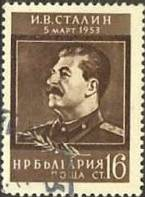 И.В.СТАЛИН
5 МАРТ 1953
НР БЪЛГАРИЯ
ПОЩА СТ. 16